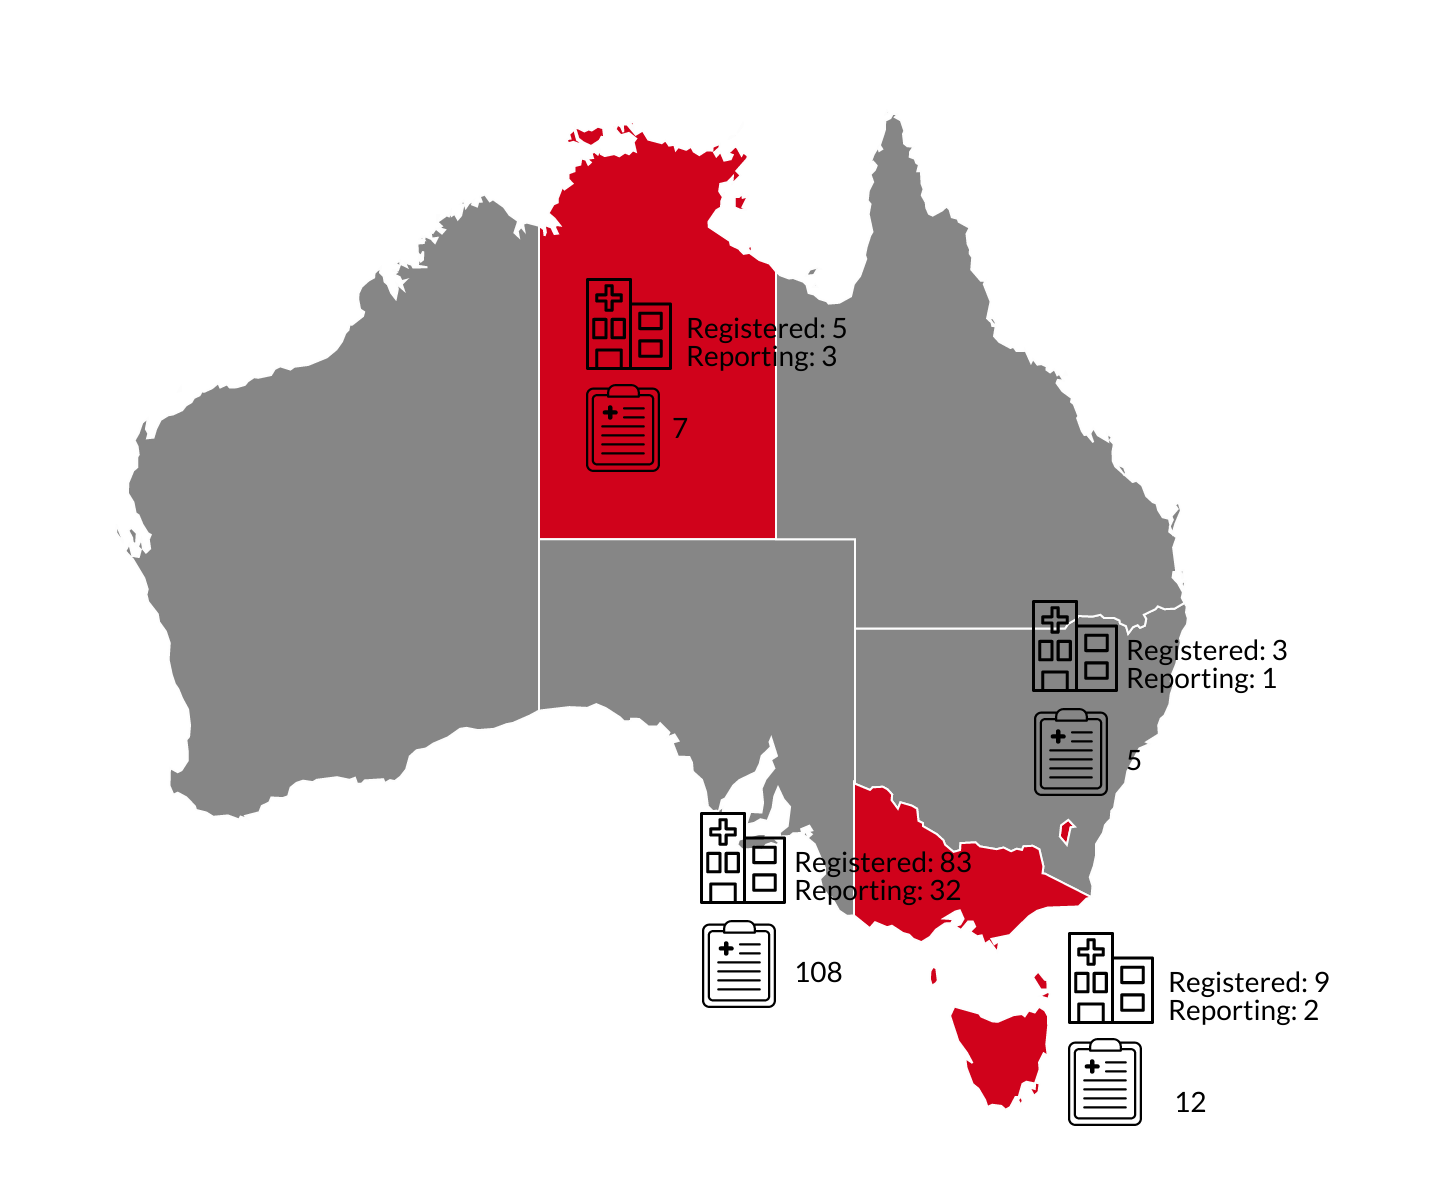 Registered: 5
Reporting: 3
7
Registered: 3
Reporting: 1
5
Registered: 83
Reporting: 32
108
Registered: 9
Reporting: 2
12